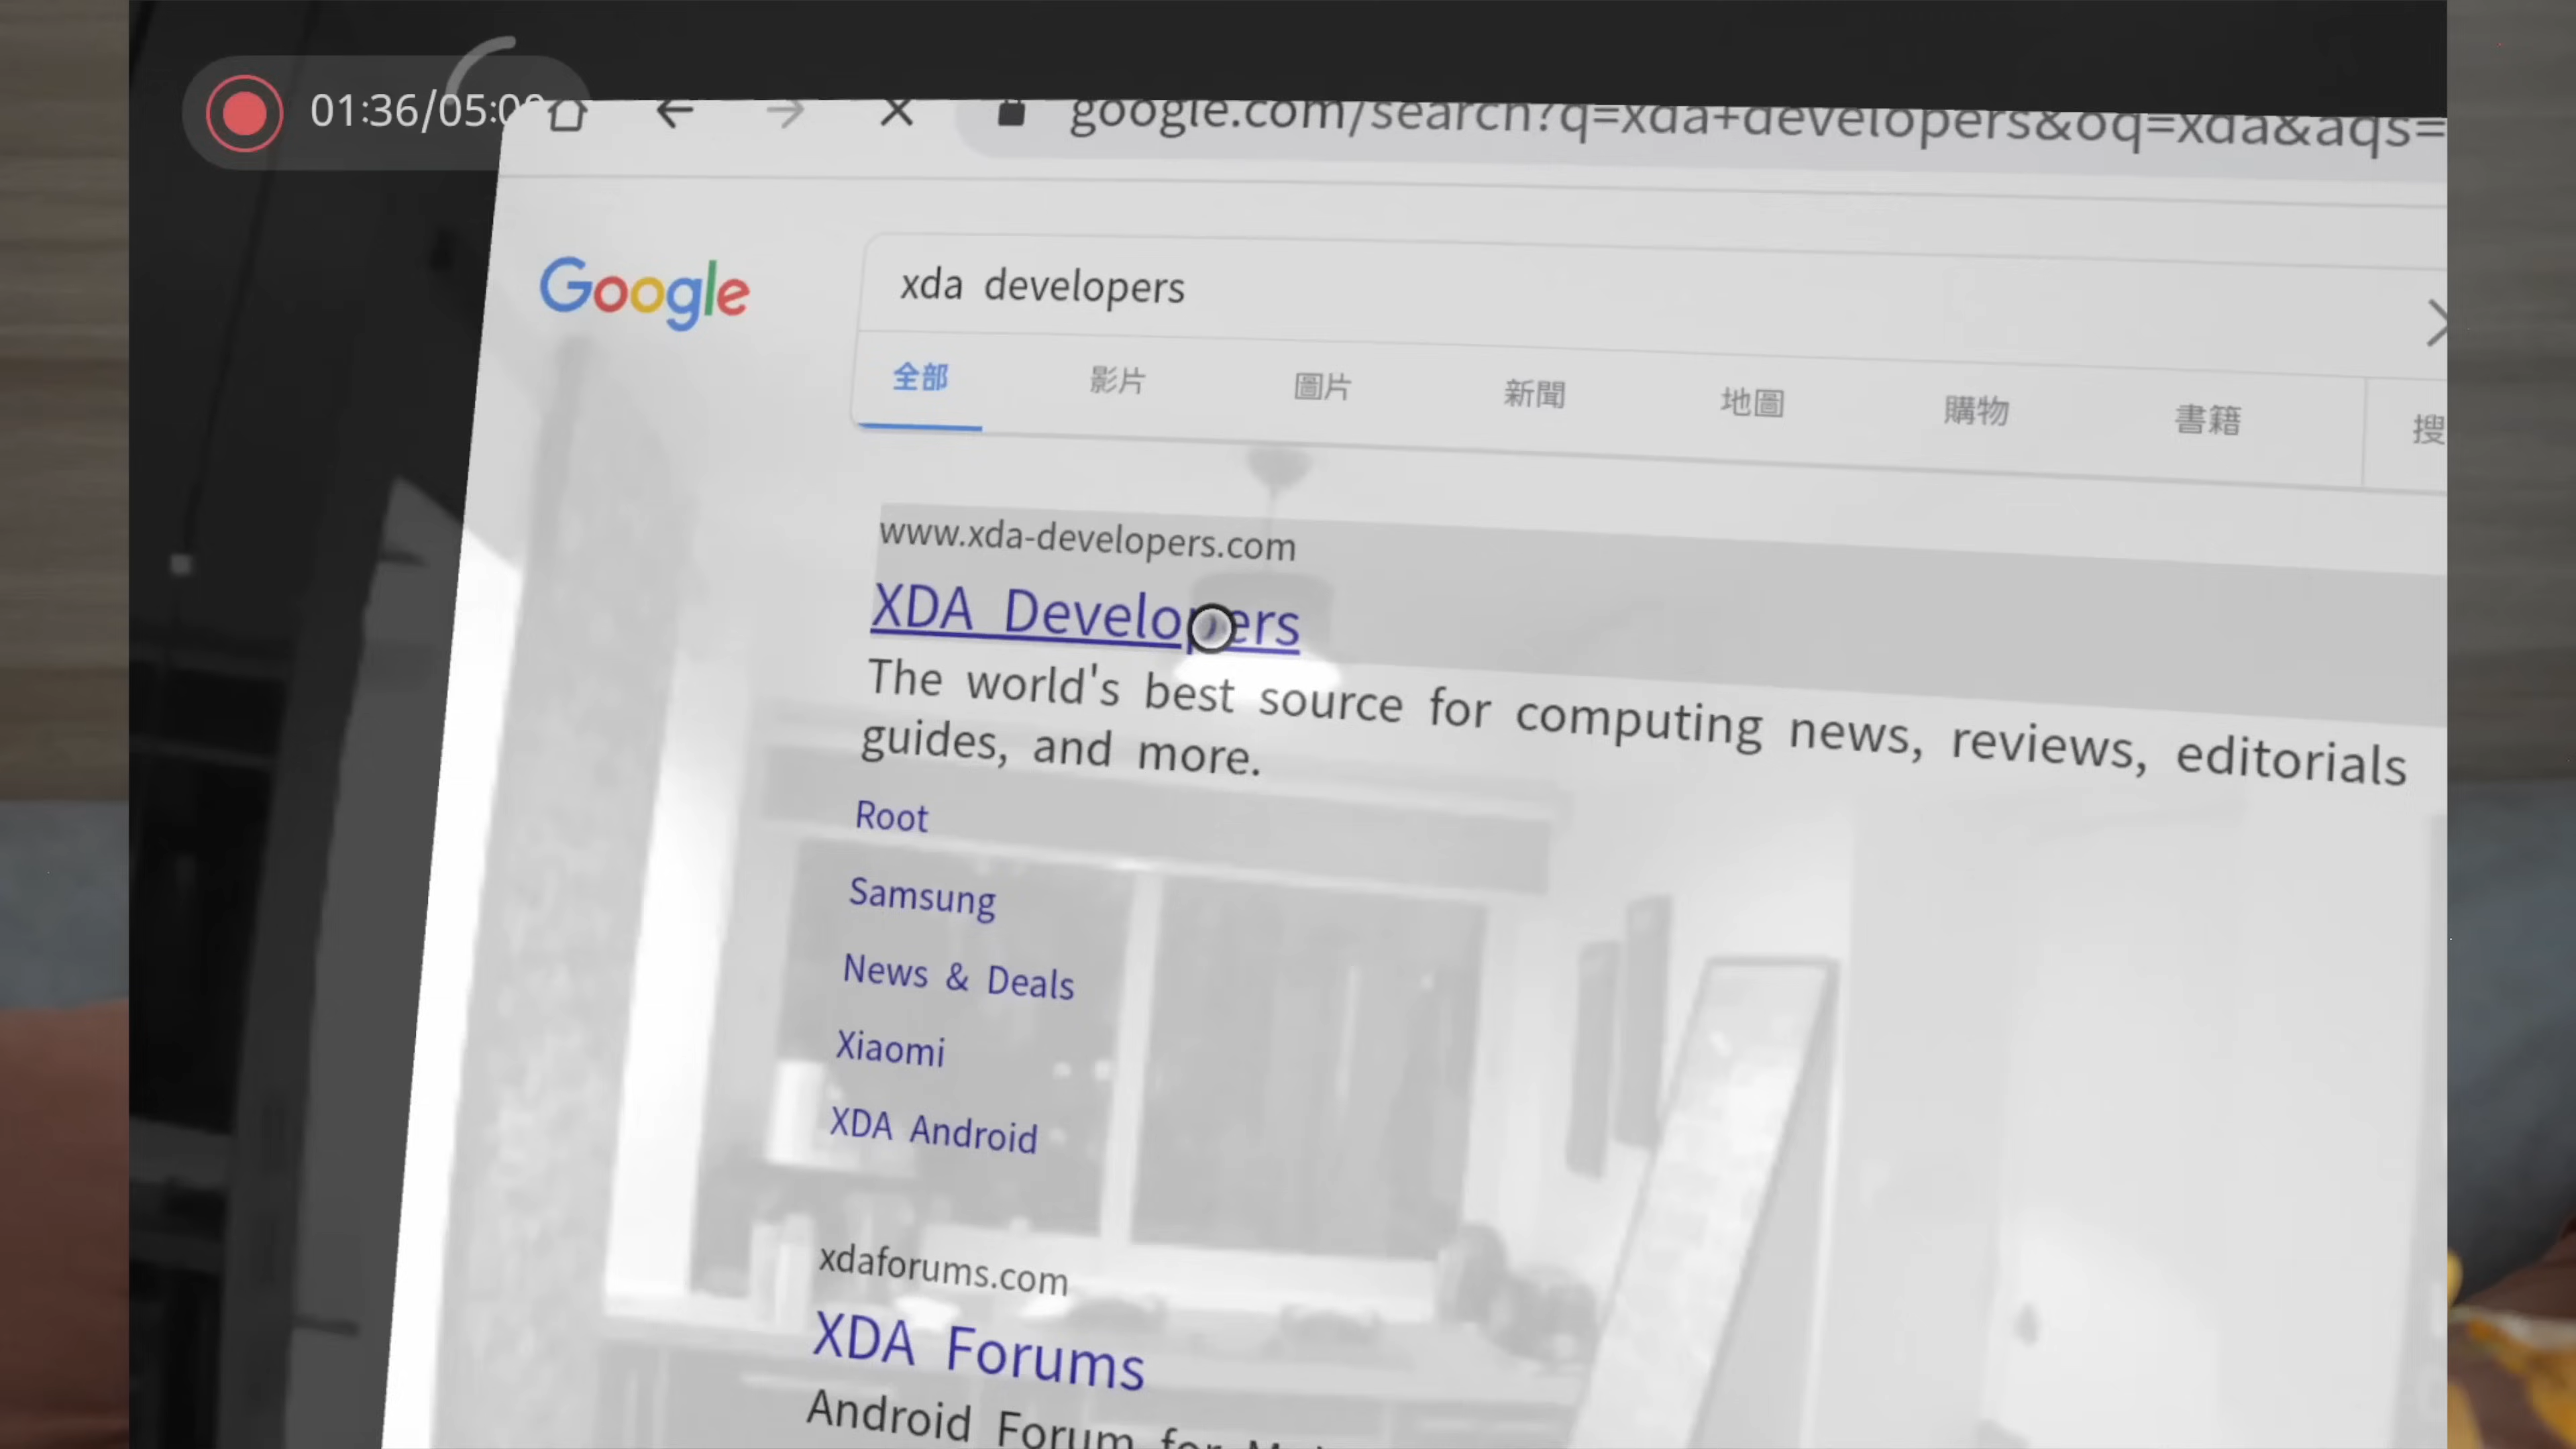 01:36/05:00
google.com/search?q=xda+developers&oq=xda&aqs=
Google
xda developers
全部 影片 圖片 新聞 地圖 購物 書籍 搜
www.xda-developers.com
XDA Developers
The world's best source for computing news, reviews, editorials
guides, and more.
Root
Samsung
News & Deals
Xiaomi
XDA Android
xdaforums.com
XDA Forums
Android Forum for